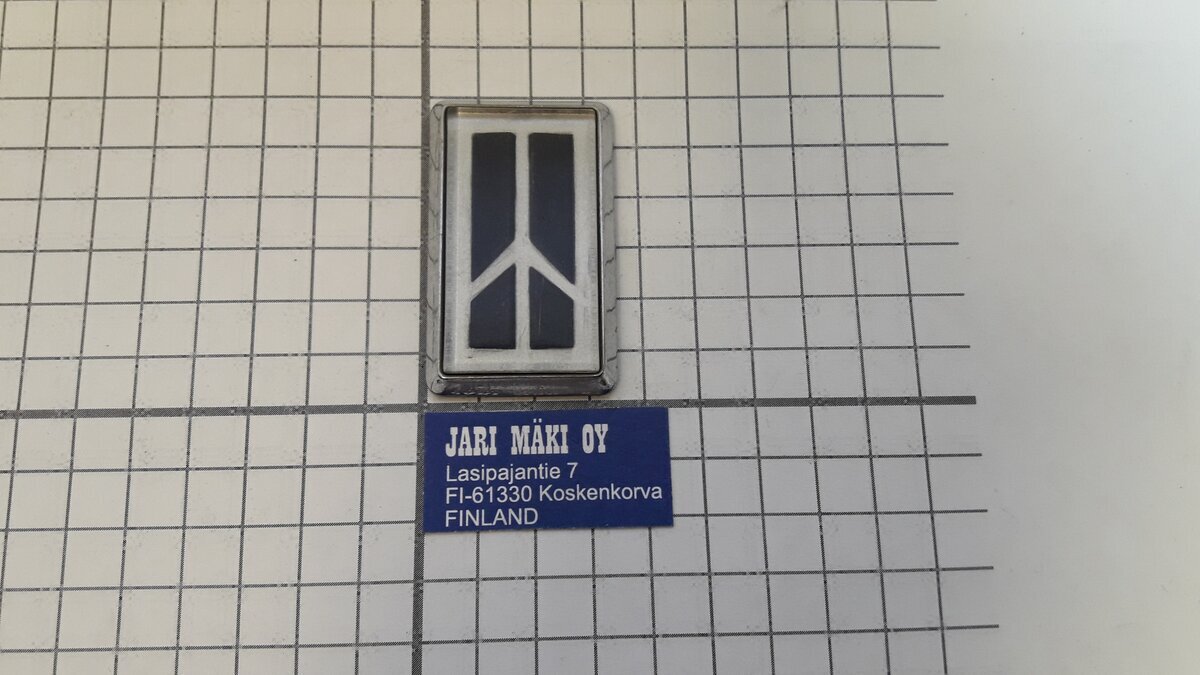 JARI MÄKI OY
Lasipajantie 7
FI-61330 Koskenkorva
FINLAND